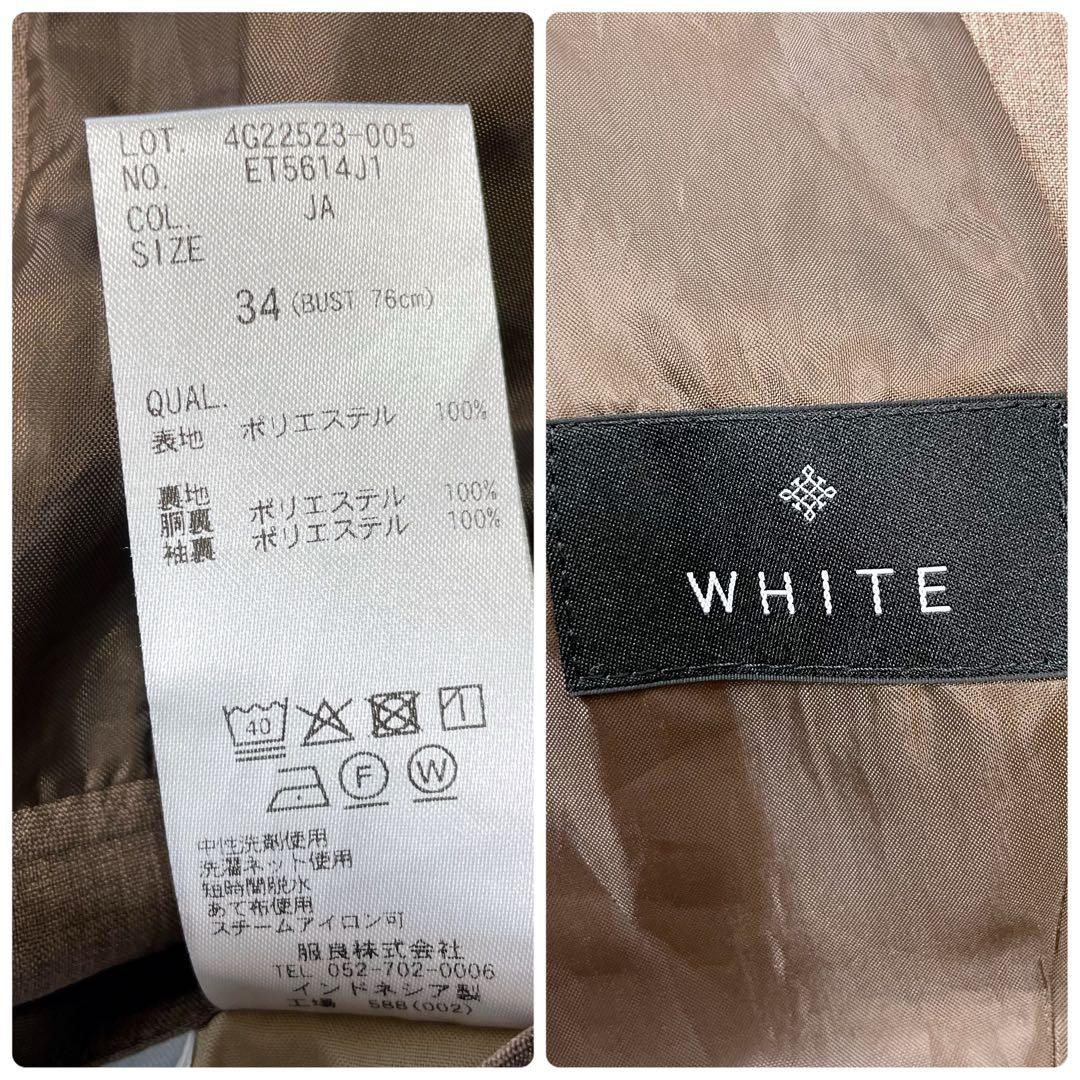 LOT. 4G22523-005
NO. ET5614J1
COL. JA
SIZE
34 (BUST 76cm)
QUAL.
表地 ポリエステル 100%
裏地
胴裏 ポリエステル 100%
袖裏 ポリエステル 100%
40
F W
中性洗剤使用
洗濯ネット使用
短時間脱水
あて布使用
スチームアイロン可
服良株式会社
TEL 052-702-0006
インドネシア製
工場 588(002)
WHITE